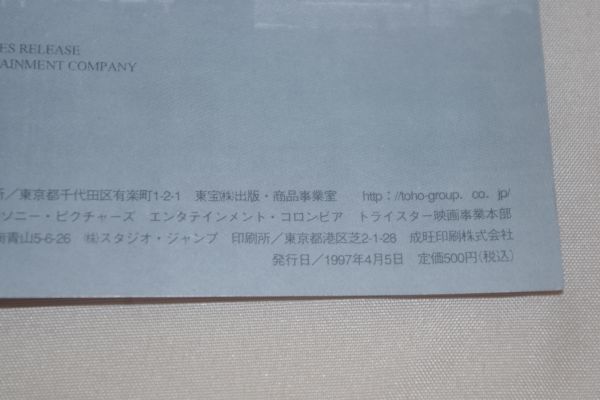 ES RELEASE
AINMENT COMPANY
所／東京都千代田区有楽町1-2-1 東宝㈱出版・商品事業室 http：//toho-group．co．jp/
ソニー・ピクチャーズ エンタテインメント・コロンビア トライスター映画事業本部
南青山5-6-26 ㈱スタジオ・ジャンプ 印刷所／東京都港区芝2-1-28 成旺印刷株式会社
発行日／1997年4月5日 定価500円（税込）